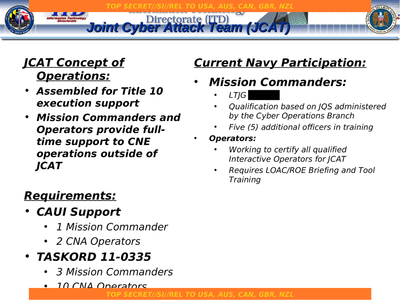 TOP SECRET//SI//REL TO USA, AUS, CAN, GBR, NZL
Information Technology
Directorate (ITD)
Joint Cyber Attack Team (JCAT)
JCAT Concept of
Operations:
• Assembled for Title 10
execution support
• Mission Commanders and
Operators provide full-
time support to CNE
operations outside of
JCAT
Requirements:
• CAUI Support
• 1 Mission Commander
• 2 CNA Operators
• TASKORD 11-0335
• 3 Mission Commanders
• 10 CNA Operators
Current Navy Participation:
• Mission Commanders:
• LTJG
• Qualification based on JQS administered
by the Cyber Operations Branch
• Five (5) additional officers in training
• Operators:
• Working to certify all qualified
Interactive Operators for JCAT
• Requires LOAC/ROE Briefing and Tool
Training
TOP SECRET//SI//REL TO USA, AUS, CAN, GBR, NZL